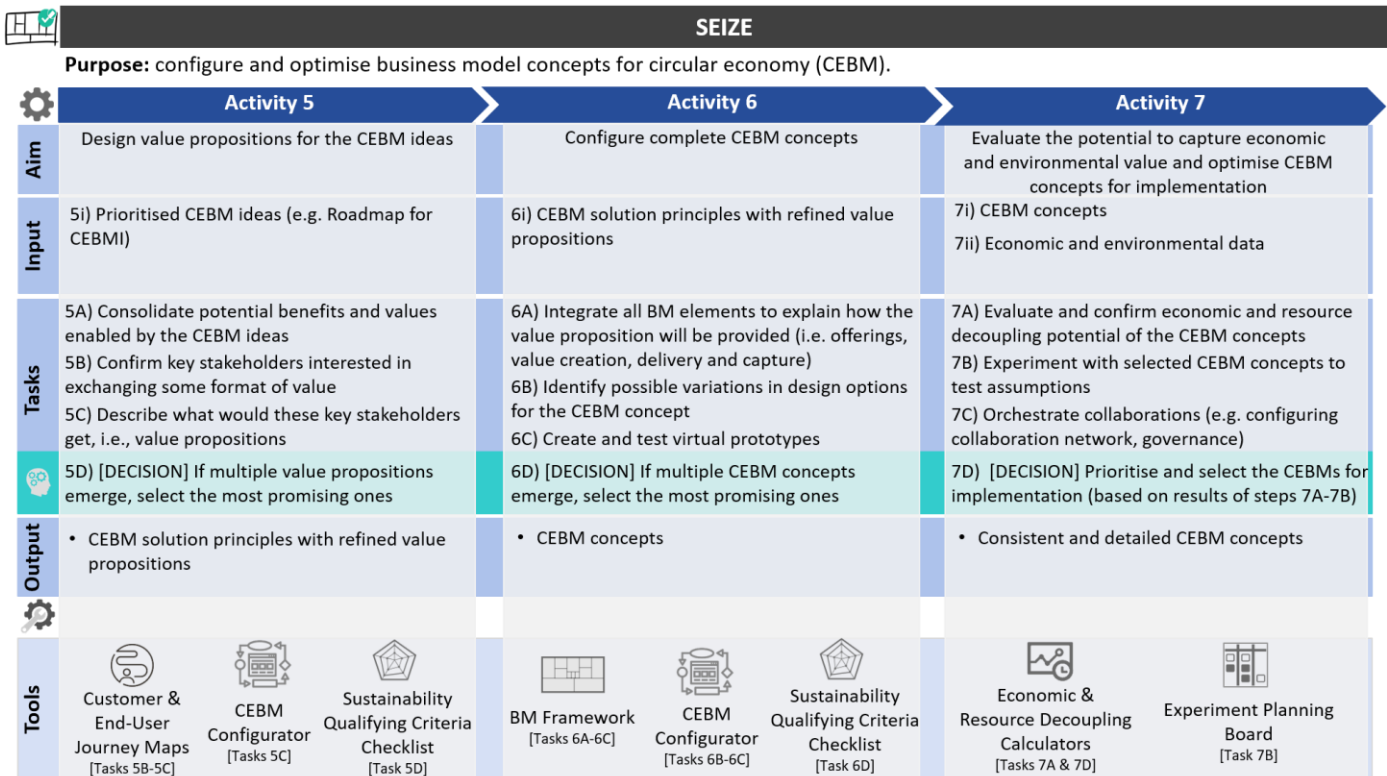 SEIZE
Purpose: configure and optimise business model concepts for circular economy (CEBM).
Activity 5
Activity 6
Activity 7
Aim
Design value propositions for the CEBM ideas
Configure complete CEBM concepts
Evaluate the potential to capture economic
and environmental value and optimise CEBM
concepts for implementation
Input
5i) Prioritised CEBM ideas (e.g. Roadmap for
CEBMI)
6i) CEBM solution principles with refined value
propositions
7i) CEBM concepts
7ii) Economic and environmental data
Tasks
5A) Consolidate potential benefits and values
enabled by the CEBM ideas
5B) Confirm key stakeholders interested in
exchanging some format of value
5C) Describe what would these key stakeholders
get, i.e., value propositions
6A) Integrate all BM elements to explain how the
value proposition will be provided (i.e. offerings,
value creation, delivery and capture)
6B) Identify possible variations in design options
for the CEBM concept
6C) Create and test virtual prototypes
7A) Evaluate and confirm economic and resource
decoupling potential of the CEBM concepts
7B) Experiment with selected CEBM concepts to
test assumptions
7C) Orchestrate collaborations (e.g. configuring
collaboration network, governance)
5D) [DECISION] If multiple value propositions
emerge, select the most promising ones
6D) [DECISION] If multiple CEBM concepts
emerge, select the most promising ones
7D) [DECISION] Prioritise and select the CEBMs for
implementation (based on results of steps 7A-7B)
Output
• CEBM solution principles with refined value
propositions
• CEBM concepts
• Consistent and detailed CEBM concepts
Tools
Customer &
End-User
Journey Maps
[Tasks 5B-5C]
CEBM
Configurator
[Tasks 5C]
Sustainability
Qualifying Criteria
Checklist
[Task 5D]
BM Framework
[Tasks 6A-6C]
CEBM
Configurator
[Tasks 6B-6C]
Sustainability
Qualifying Criteria
Checklist
[Task 6D]
Economic &
Resource Decoupling
Calculators
[Tasks 7A & 7D]
Experiment Planning
Board
[Task 7B]